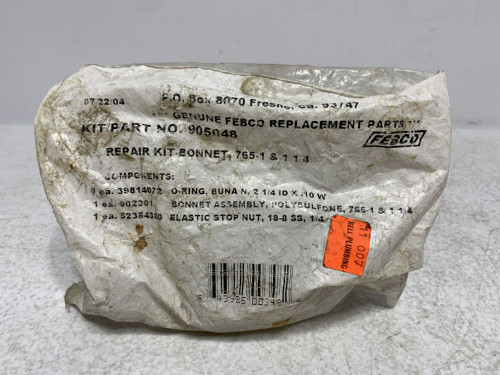 07/22/04 P.O. Box 8070 Fresno, Ca. 93747
*** GENUINE FEBCO REPLACEMENT PARTS ***
KIT/PART NO. 905048
FEBCO
REPAIR KIT-BONNET, 765-1 & 1 1 4
COMPONENTS:
1 ea. 39814072 O-RING, BUNA N, 2 1/4 ID X .10 W
1 ea. 902391 BONNET ASSEMBLY, POLYSULFONE, 765-1 & 1 1 4
1 ea. ELASTIC STOP NUT, 18-8 SS, 1/4-
11 007
WELL PLUMBING